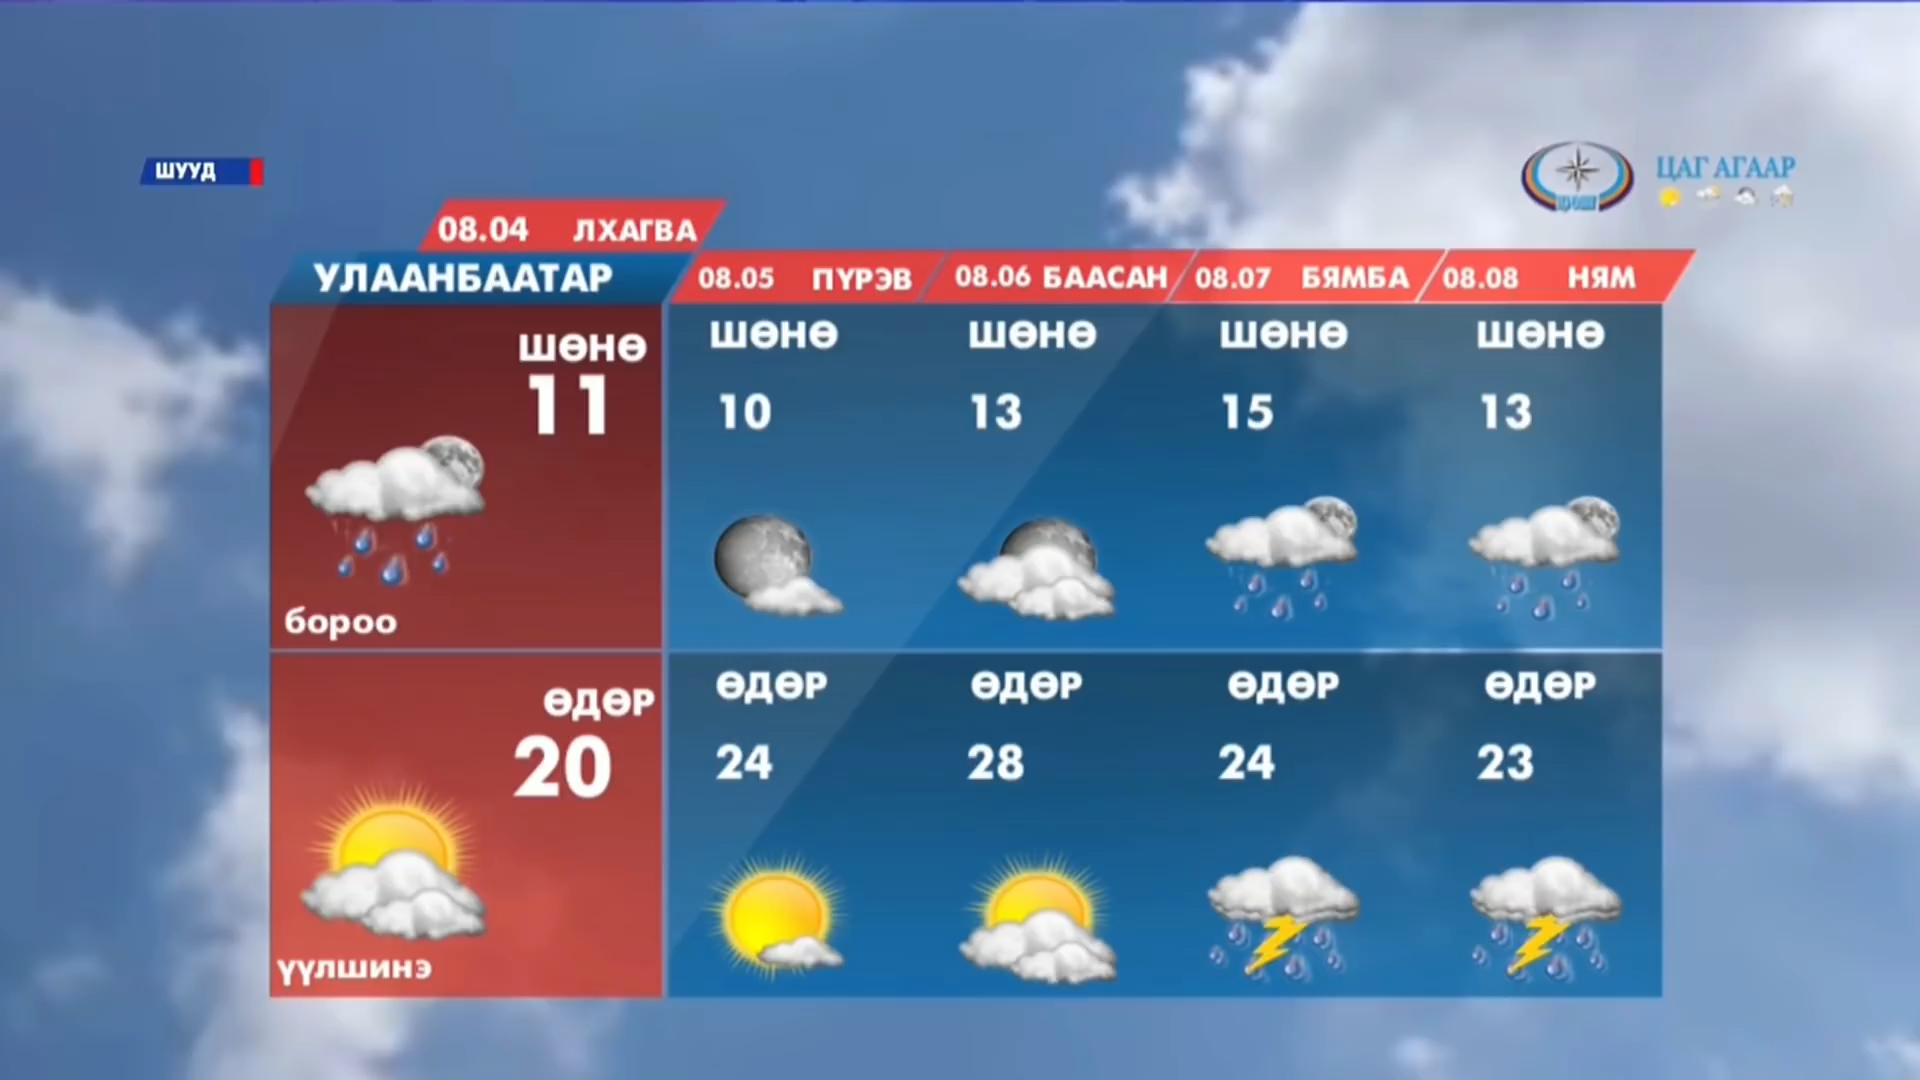 ШУУД
ЦАГ АГААР
08.04 ЛХАГВА
УЛААНБААТАР
08.05 ПҮРЭВ
08.06 БААСАН
08.07 БЯМБА
08.08 НЯМ
ШӨНӨ
11
бороо
ШӨНӨ
10
ШӨНӨ
13
ШӨНӨ
15
ШӨНӨ
13
ӨДӨР
20
үүлшинэ
ӨДӨР
24
ӨДӨР
28
ӨДӨР
24
ӨДӨР
23